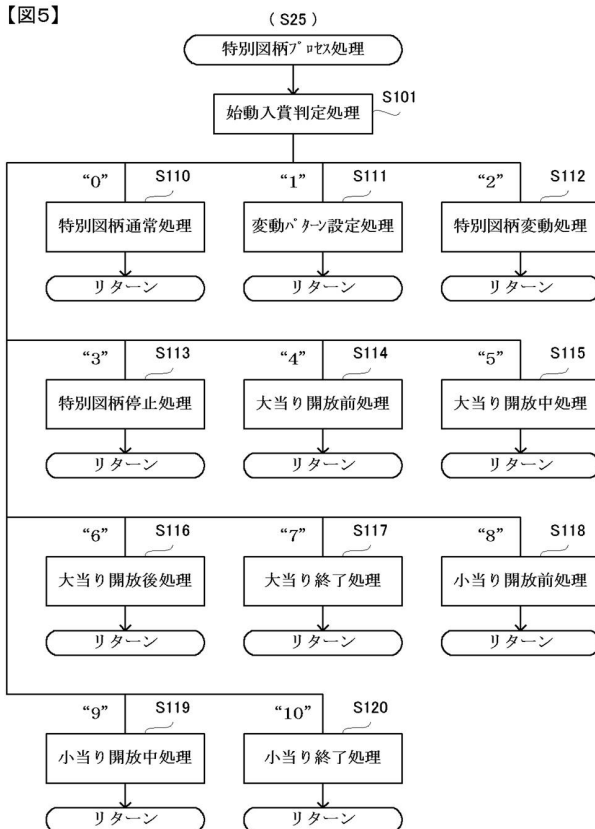 【図5】
(S25)
特別図柄ﾌﾟﾛｾｽ処理
S101
始動入賞判定処理
“0” S110
“1” S111
“2” S112
特別図柄通常処理
変動ﾊﾟﾀｰﾝ設定処理
特別図柄変動処理
リターン
リターン
リターン
“3” S113
“4” S114
“5” S115
特別図柄停止処理
大当り開放前処理
大当り開放中処理
リターン
リターン
リターン
“6” S116
“7” S117
“8” S118
大当り開放後処理
大当り終了処理
小当り開放前処理
リターン
リターン
リターン
“9” S119
“10” S120
小当り開放中処理
小当り終了処理
リターン
リターン